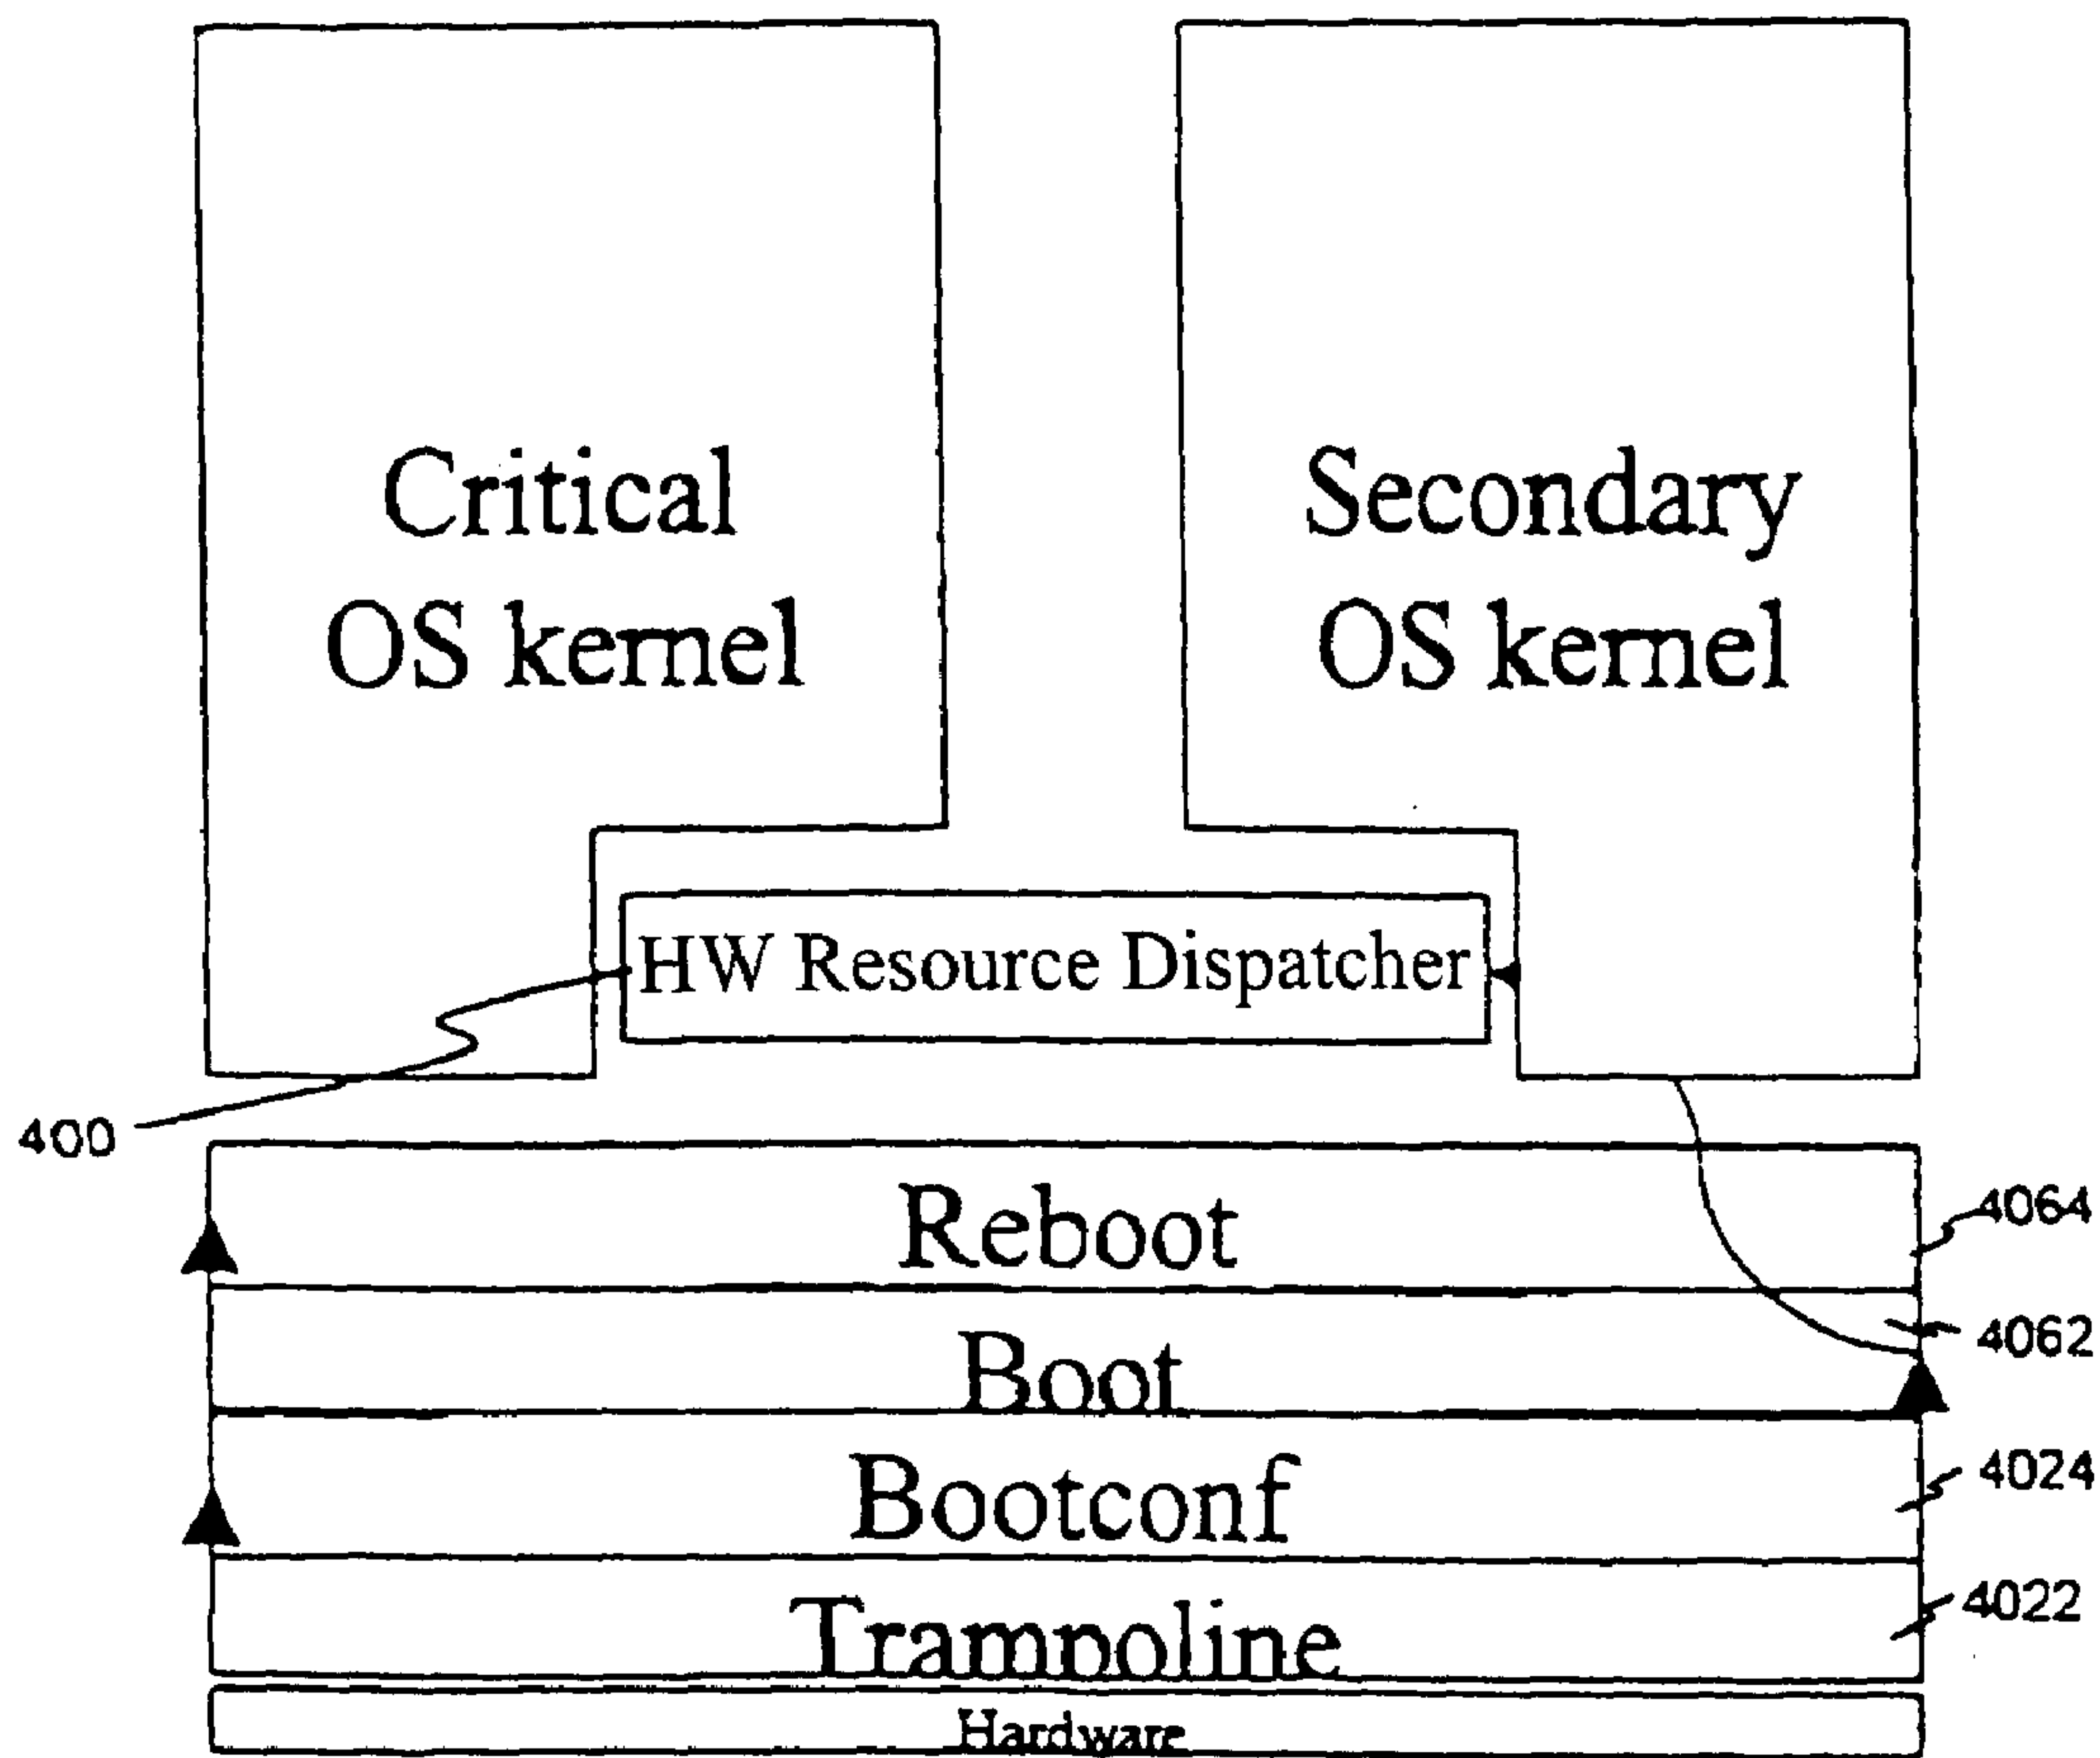 Critical
OS kernel
Secondary
OS kernel
HW Resource Dispatcher
400
Reboot
4064
Boot
4062
Bootconf
4024
Trampoline
4022
Hardware